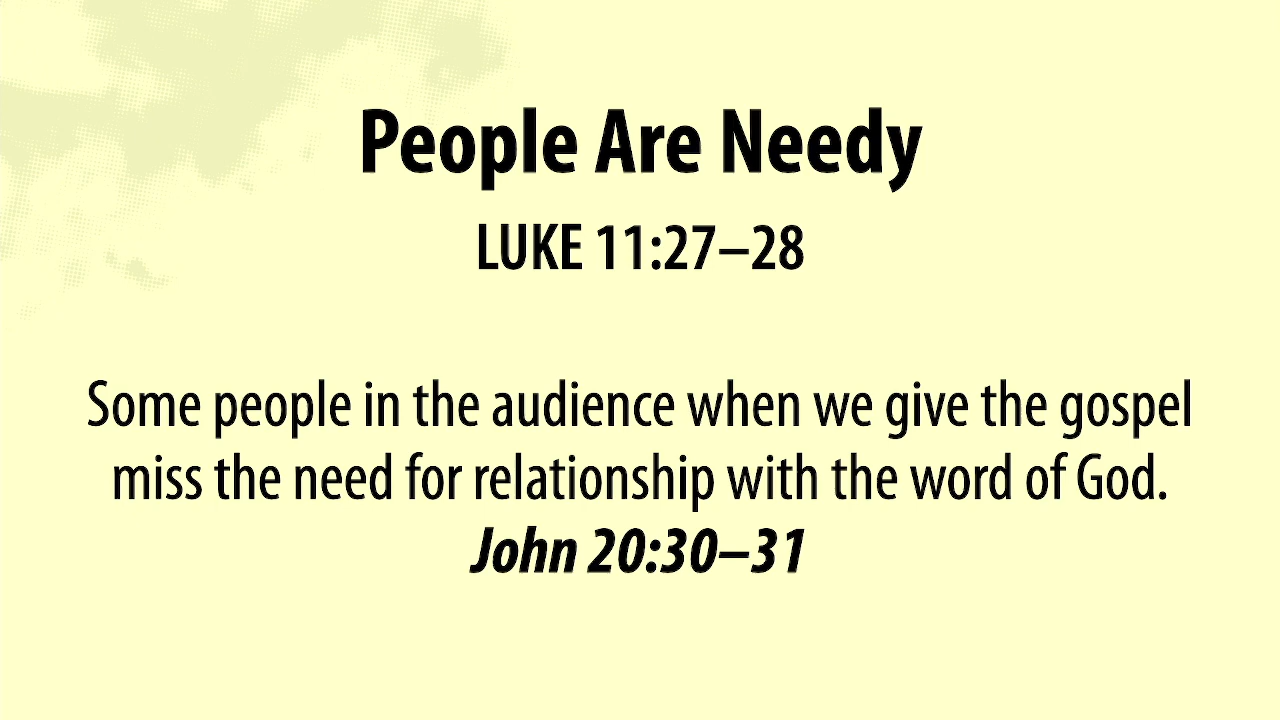 People Are Needy
LUKE 11:27–28
Some people in the audience when we give the gospel
miss the need for relationship with the word of God.
John 20:30–31